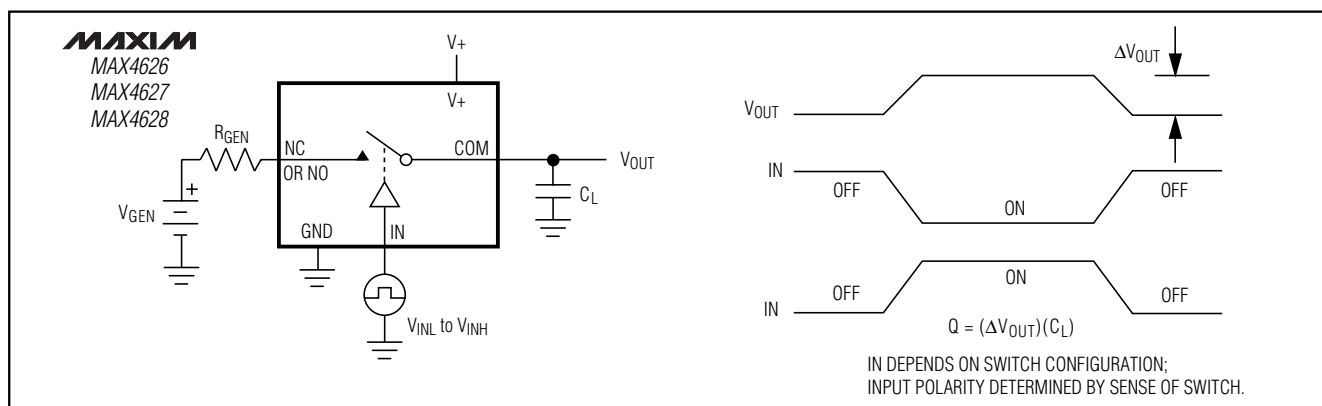 MAXIM
MAX4626
MAX4627
MAX4628
V+
V+
RGEN
NC
OR NO
COM
VOUT
CL
VGEN
+
GND
IN
VINL to VINH
ΔVOUT
VOUT
IN
OFF
ON
OFF
IN
OFF
ON
OFF
Q = (ΔVOUT)(CL)
IN DEPENDS ON SWITCH CONFIGURATION;
INPUT POLARITY DETERMINED BY SENSE OF SWITCH.